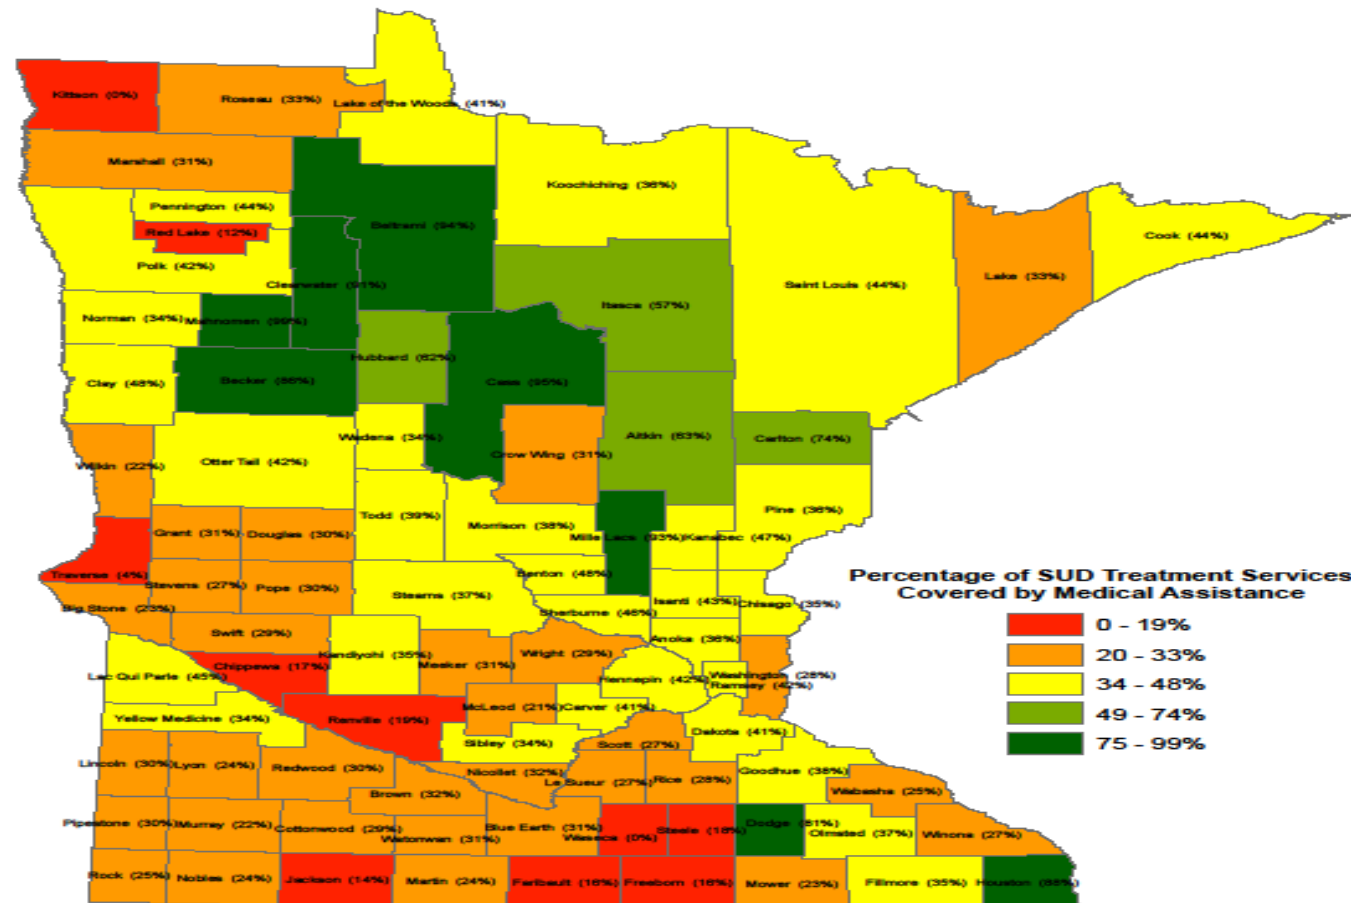 Kittson (0%)
Roseau (33%)
Lake of the Woods (41%)
Marshall (31%)
Koochiching (36%)
Pennington (44%)
Beltrami (94%)
Red Lake (12%)
Cook (44%)
Polk (42%)
Lake (33%)
Clearwater (91%)
Saint Louis (44%)
Itasca (57%)
Norman (34%)
Mahnomen (99%)
Hubbard (62%)
Clay (48%)
Becker (86%)
Cass (95%)
Wadena (34%)
Aitkin (63%)
Carlton (74%)
Crow Wing (31%)
Wilkin (22%)
Otter Tail (42%)
Pine (36%)
Todd (39%)
Morrison (38%)
Grant (31%)
Douglas (30%)
Mille Lacs (93%)
Kanabec (47%)
Traverse (4%)
Benton (48%)
Stevens (27%)
Pope (30%)
Stearns (37%)
Isanti (43%)
Chisago (35%)
Big Stone (23%)
Sherburne (46%)
Swift (29%)
Anoka (36%)
Kandiyohi (35%)
Wright (29%)
Chippewa (17%)
Meeker (31%)
Lac Qui Parle (45%)
Hennepin (42%)
Washington (28%)
Ramsey (42%)
McLeod (21%)
Carver (41%)
Yellow Medicine (34%)
Renville (19%)
Dakota (41%)
Sibley (34%)
Scott (27%)
Lincoln (30%)
Lyon (24%)
Redwood (30%)
Nicollet (32%)
Le Sueur (27%)
Rice (28%)
Goodhue (38%)
Brown (32%)
Wabasha (25%)
Pipestone (30%)
Murray (22%)
Cottonwood (29%)
Watonwan (31%)
Blue Earth (31%)
Waseca (0%)
Steele (18%)
Dodge (81%)
Olmsted (37%)
Winona (27%)
Rock (25%)
Nobles (24%)
Jackson (14%)
Martin (24%)
Faribault (16%)
Freeborn (18%)
Mower (23%)
Fillmore (35%)
Houston (88%)
Percentage of SUD Treatment Services
Covered by Medical Assistance
0 - 19%
20 - 33%
34 - 48%
49 - 74%
75 - 99%